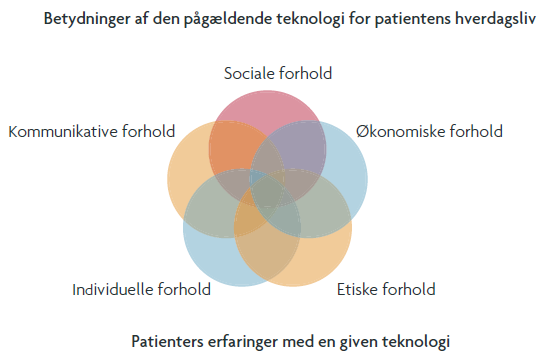 Betydninger af den pågældende teknologi for patientens hverdagsliv
Sociale forhold
Kommunikative forhold
Økonomiske forhold
Individuelle forhold
Etiske forhold
Patienters erfaringer med en given teknologi